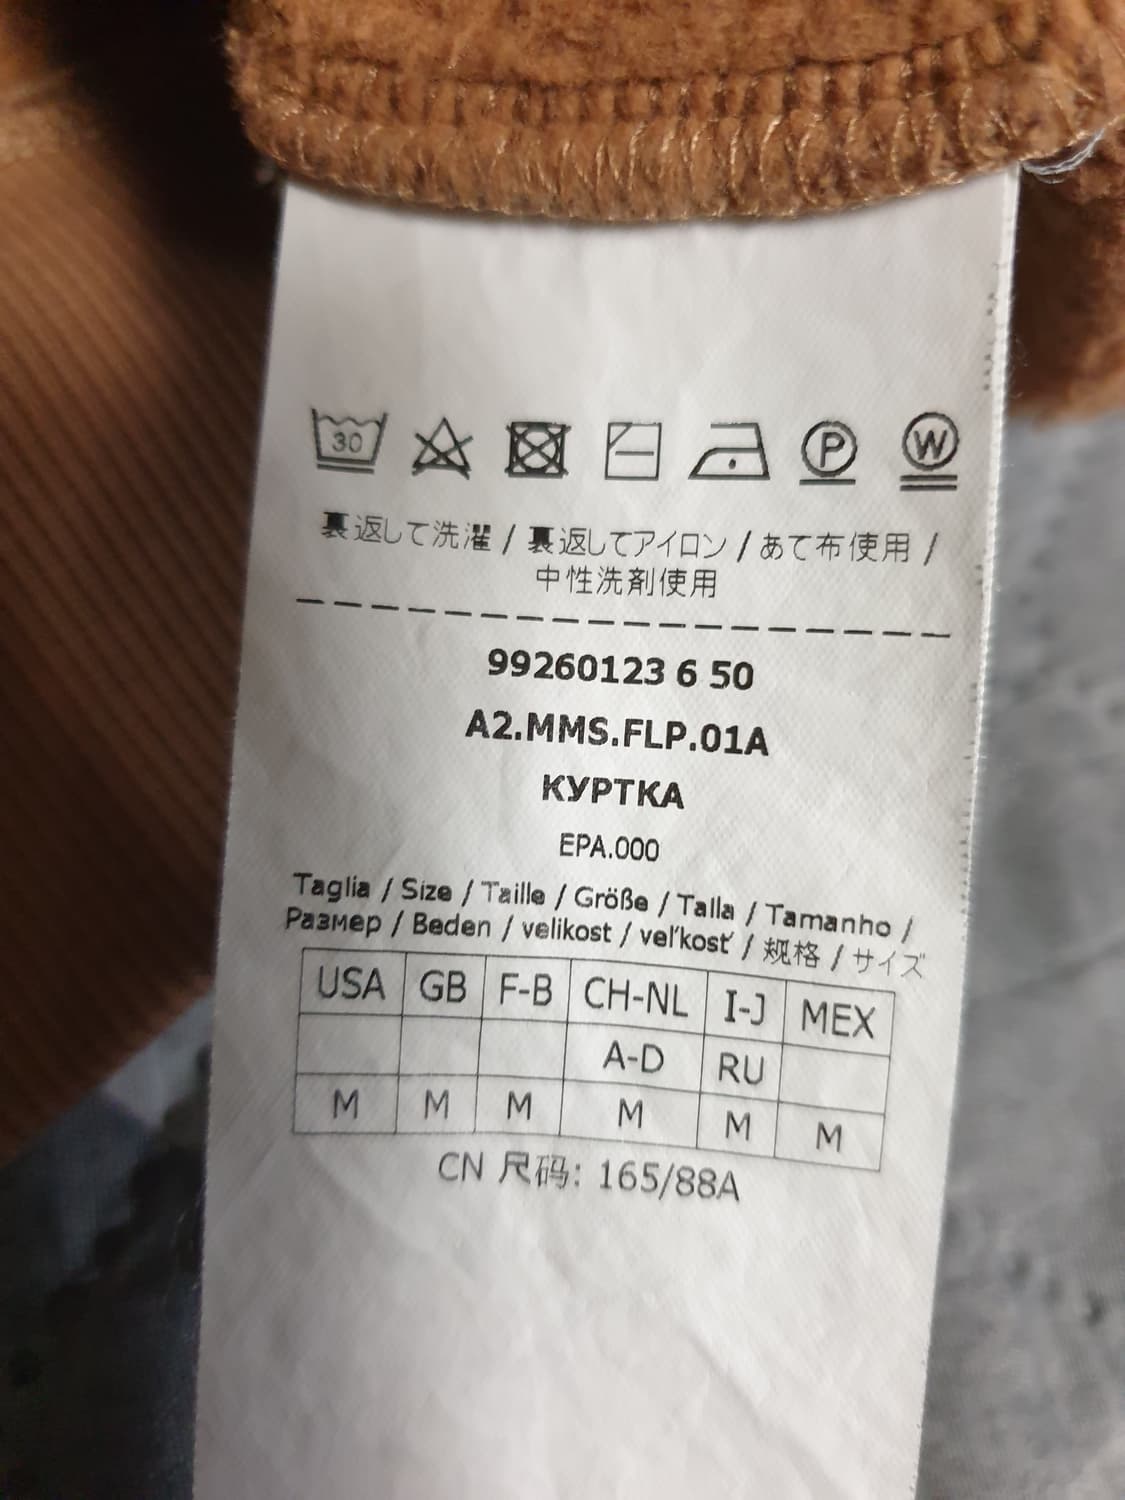 30 P W
裏返して洗濯 / 裏返してアイロン / あて布使用 /
中性洗剤使用
99260123 6 50
A2.MMS.FLP.01A
КУРТКА
EPA.000
Taglia / Size / Taille / Größe / Talla / Tamanho /
Размер / Beden / velikost / veľkosť / 规格 / サイズ
USA GB F-B CH-NL I-J MEX
A-D RU
M M M M M M
CN 尺码: 165/88A